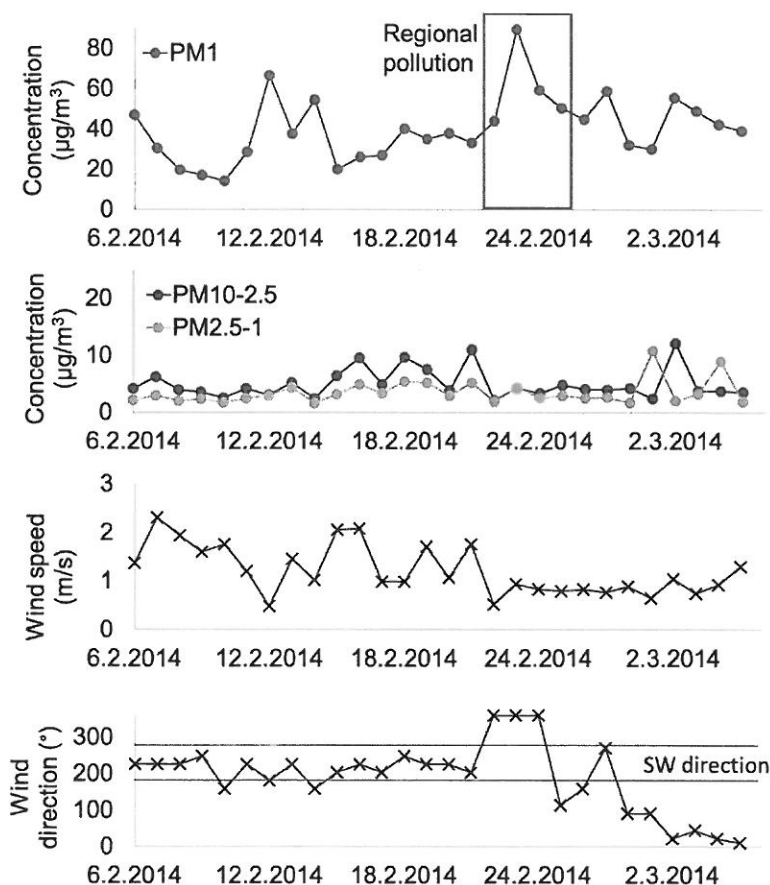 Concentration
(µg/m³)
80
60
40
20
0
PM1
Regional
pollution
6.2.2014 12.2.2014 18.2.2014 24.2.2014 2.3.2014
Concentration
(µg/m³)
20
10
0
PM10-2.5
PM2.5-1
6.2.2014 12.2.2014 18.2.2014 24.2.2014 2.3.2014
Wind speed
(m/s)
3
2
1
0
6.2.2014 12.2.2014 18.2.2014 24.2.2014 2.3.2014
Wind
direction (°)
300
200
100
0
SW direction
6.2.2014 12.2.2014 18.2.2014 24.2.2014 2.3.2014